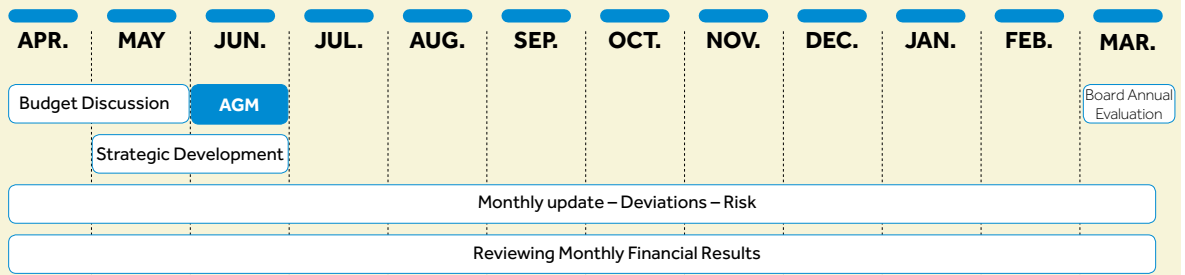 APR. MAY JUN. JUL. AUG. SEP. OCT. NOV. DEC. JAN. FEB. MAR.
Budget Discussion
AGM
Board Annual
Evaluation
Strategic Development
Monthly update – Deviations – Risk
Reviewing Monthly Financial Results